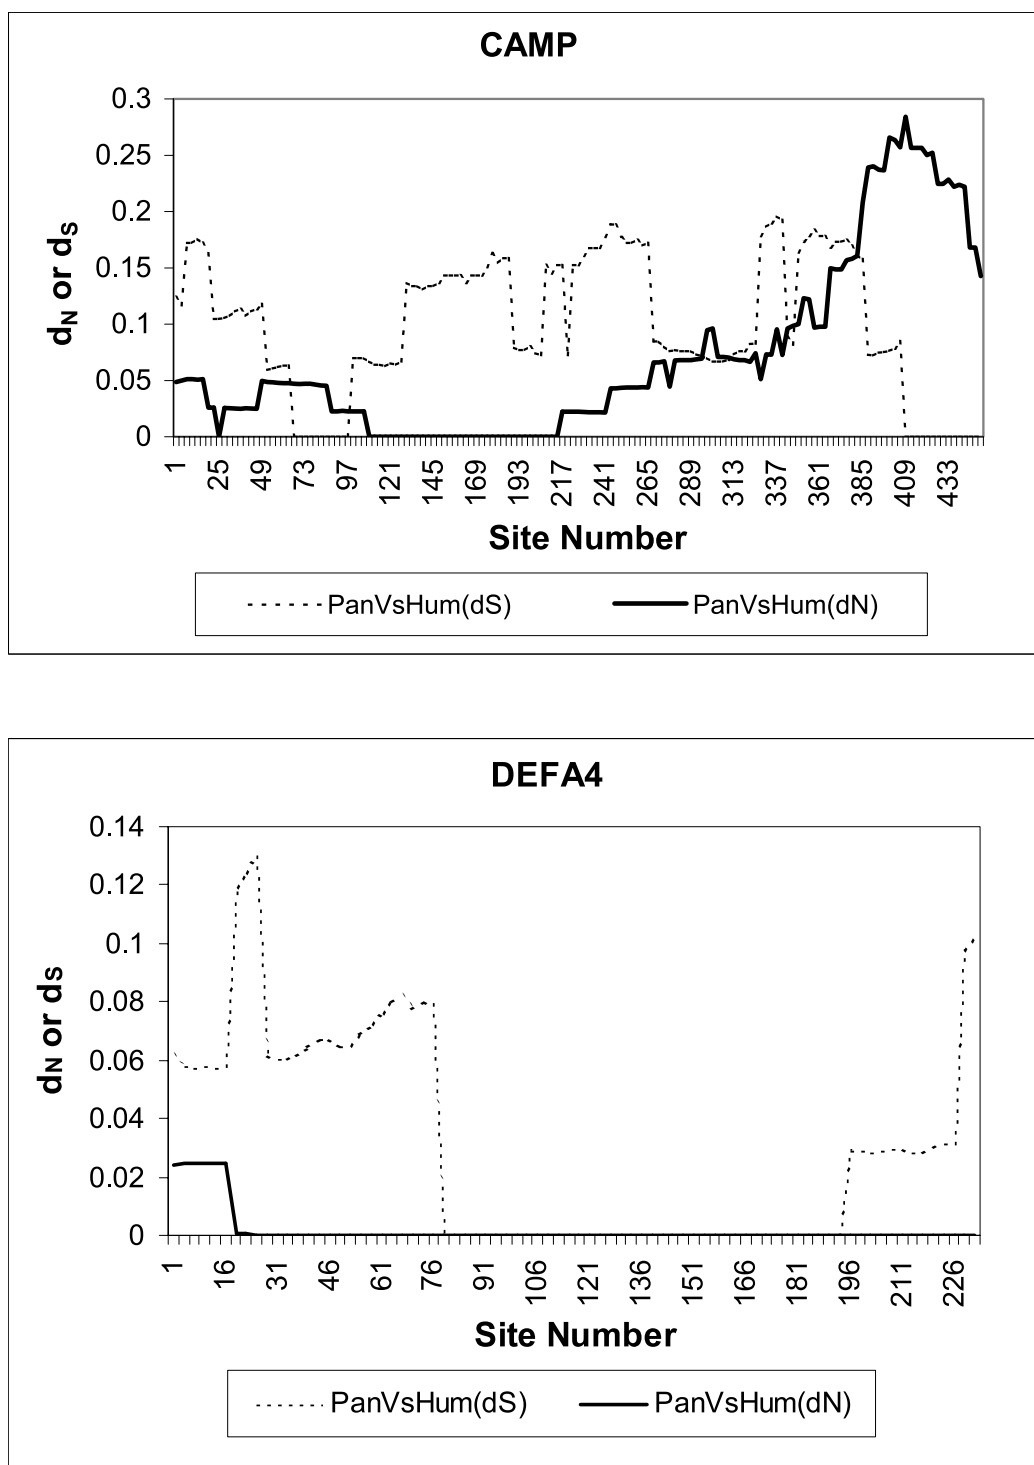 CAMP
0.3
0.25
0.2
0.15
0.1
0.05
0
dN or dS
1 25 49 73 97 121 145 169 193 217 241 265 289 313 337 361 385 409 433
Site Number
PanVsHum(dS) PanVsHum(dN)
DEFA4
0.14
0.12
0.1
0.08
0.06
0.04
0.02
0
dN or ds
1 16 31 46 61 76 91 106 121 136 151 166 181 196 211 226
Site Number
PanVsHum(dS) PanVsHum(dN)